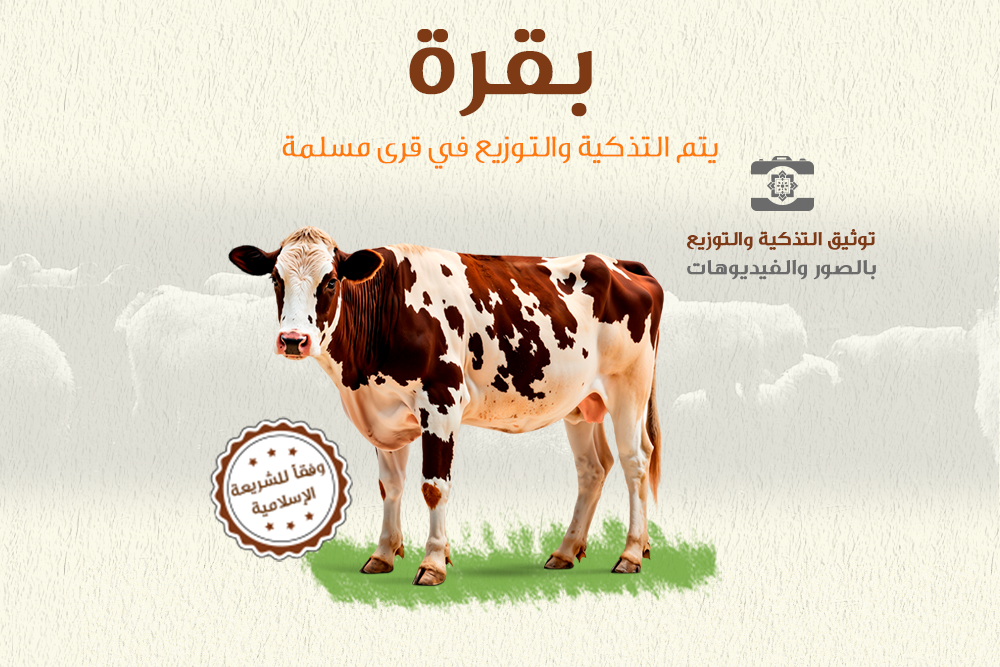 بقرة
يتم التذكية والتوزيع في قرى مسلمة
توثيق التذكية والتوزيع
بالصور والفيديوهات
وفقاً للشريعة
الإسلامية